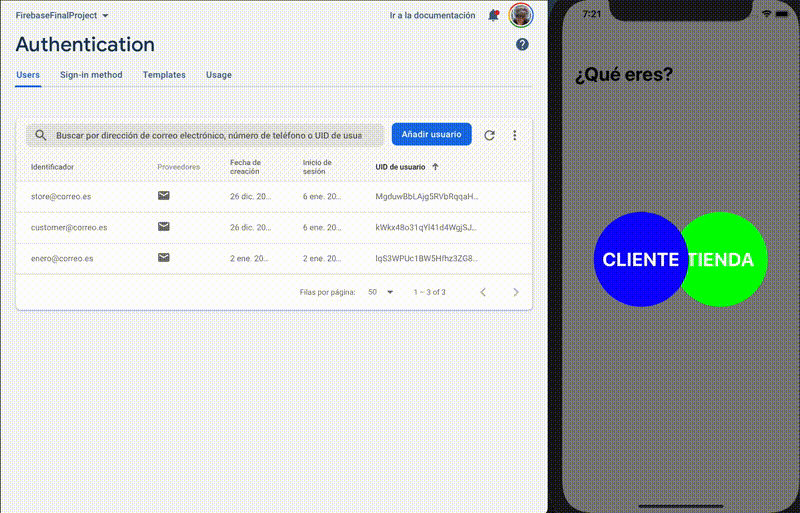 FirebaseFinalProject
Ir a la documentación
Authentication
Users Sign-in method Templates Usage
Buscar por dirección de correo electrónico, número de teléfono o UID de usua
Añadir usuario
Identificador Proveedores Fecha de creación Inicio de sesión UID de usuario
store@correo.es 26 dic. 20... 6 ene. 20... MgduwBbLAjg5RVbRqqaH...
customer@correo.es 26 dic. 20... 6 ene. 20... kWkx48o31qYl41d4WgjSJ...
enero@correo.es 2 ene. 20... 2 ene. 20... lqS3WPUc1BW5Hfhz3ZG8...
Filas por página: 50 1 – 3 of 3
7:21
¿Qué eres?
CLIENTE TIENDA